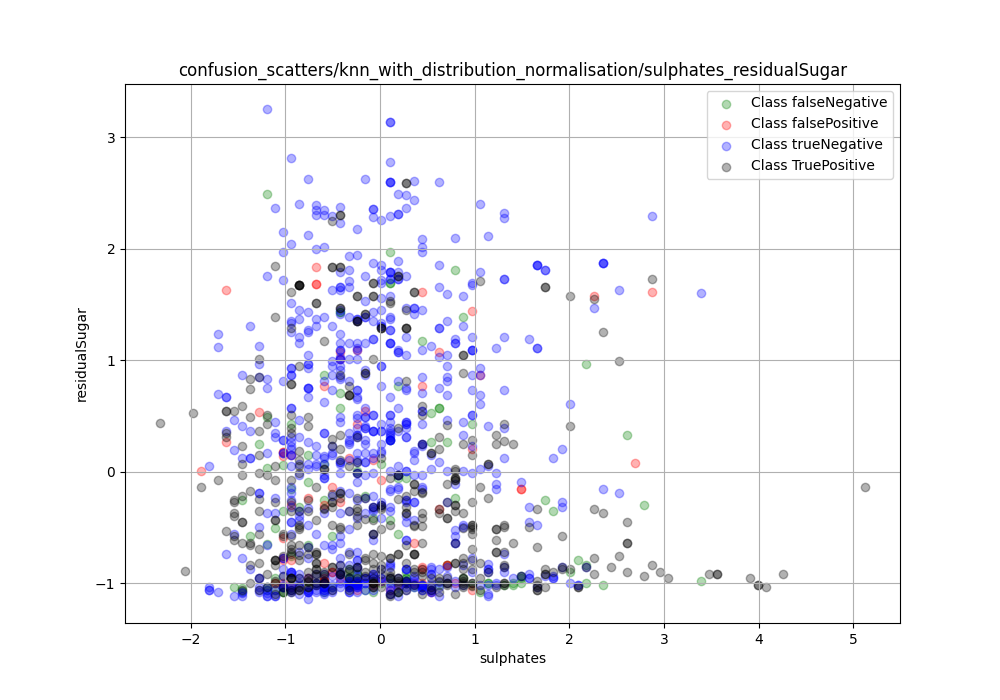 confusion_scatters/knn_with_distribution_normalisation/sulphates_residualSugar
Class falseNegative
Class falsePositive
Class trueNegative
Class TruePositive
3
2
1
0
−1
residualSugar
−2 −1 0 1 2 3 4 5
sulphates